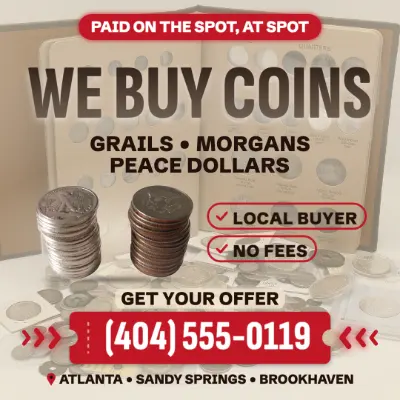 PAID ON THE SPOT, AT SPOT
WE BUY COINS
GRAILS • MORGANS
PEACE DOLLARS
LOCAL BUYER
NO FEES
GET YOUR OFFER
(404) 555-0119
ATLANTA • SANDY SPRINGS • BROOKHAVEN